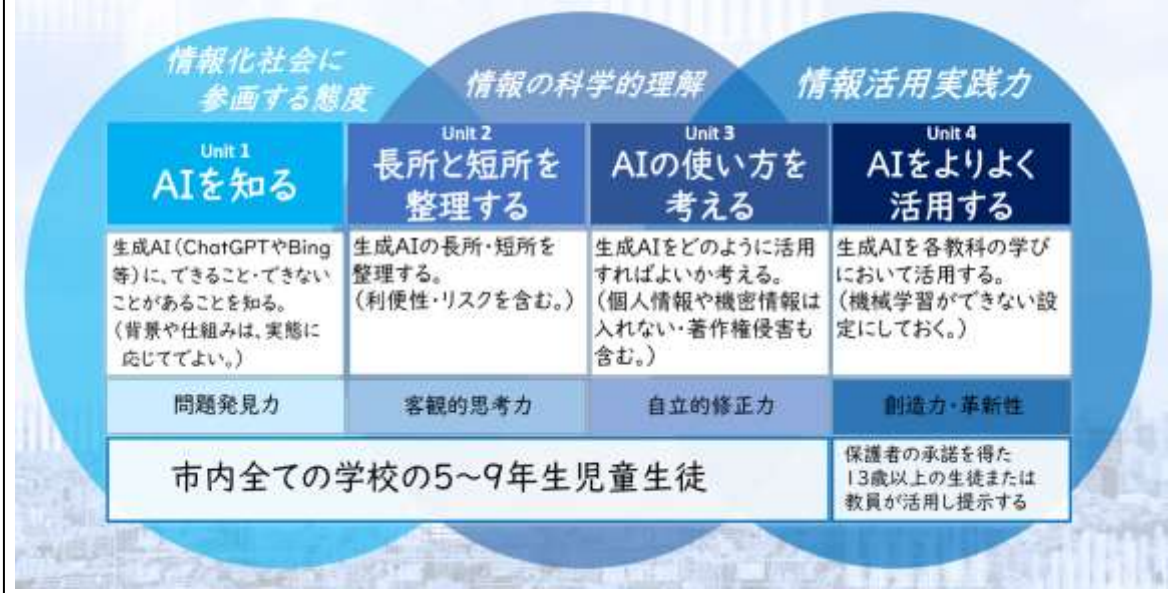 情報化社会に
参画する態度
情報の科学的理解
情報活用実践力
Unit 1
AIを知る
Unit 2
長所と短所を
整理する
Unit 3
AIの使い方を
考える
Unit 4
AIをよりよく
活用する
生成AI(ChatGPTやBing
等)に、できること・できない
ことがあることを知る。
(背景や仕組みは、実態に
応じてでよい。)
生成AIの長所・短所を
整理する。
(利便性・リスクを含む。)
生成AIをどのように活用
すればよいか考える。
(個人情報や機密情報は
入れない・著作権侵害も
含む。)
生成AIを各教科の学び
において活用する。
(機械学習ができない設
定にしておく。)
問題発見力
客観的思考力
自立的修正力
創造力・革新性
市内全ての学校の5~9年生児童生徒
保護者の承諾を得た
13歳以上の生徒または
教員が活用し提示する